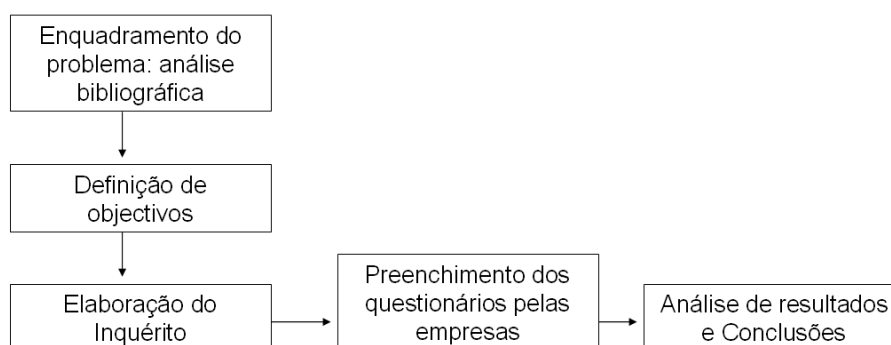 Enquadramento do
problema: análise
bibliográfica
Definição de
objectivos
Elaboração do
Inquérito
Preenchimento dos
questionários pelas
empresas
Análise de resultados
e Conclusões